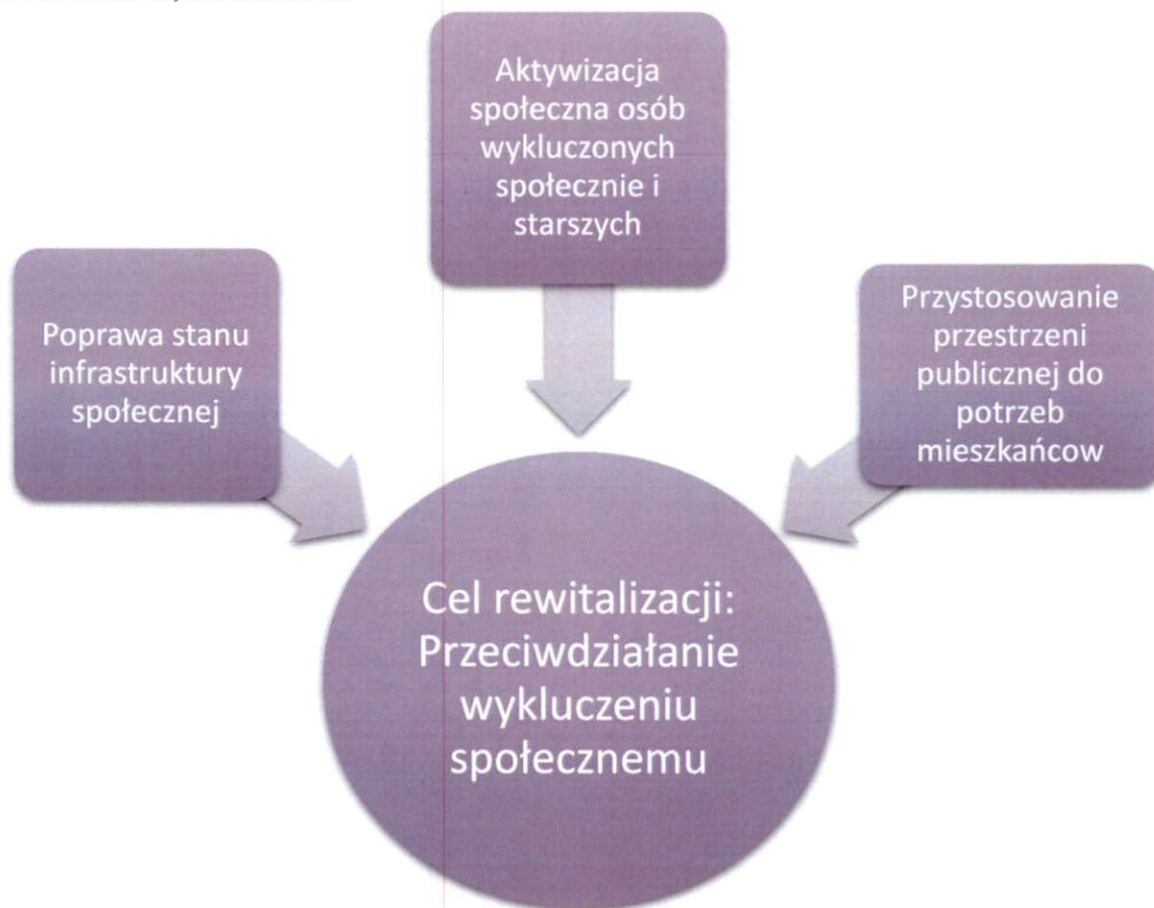 Aktywizacja
społeczna osób
wykluczonych
społecznie i
starszych
Poprawa stanu
infrastruktury
społecznej
Przystosowanie
przestrzeni
publicznej do
potrzeb
mieszkańcow
Cel rewitalizacji:
Przeciwdziałanie
wykluczeniu
społecznemu